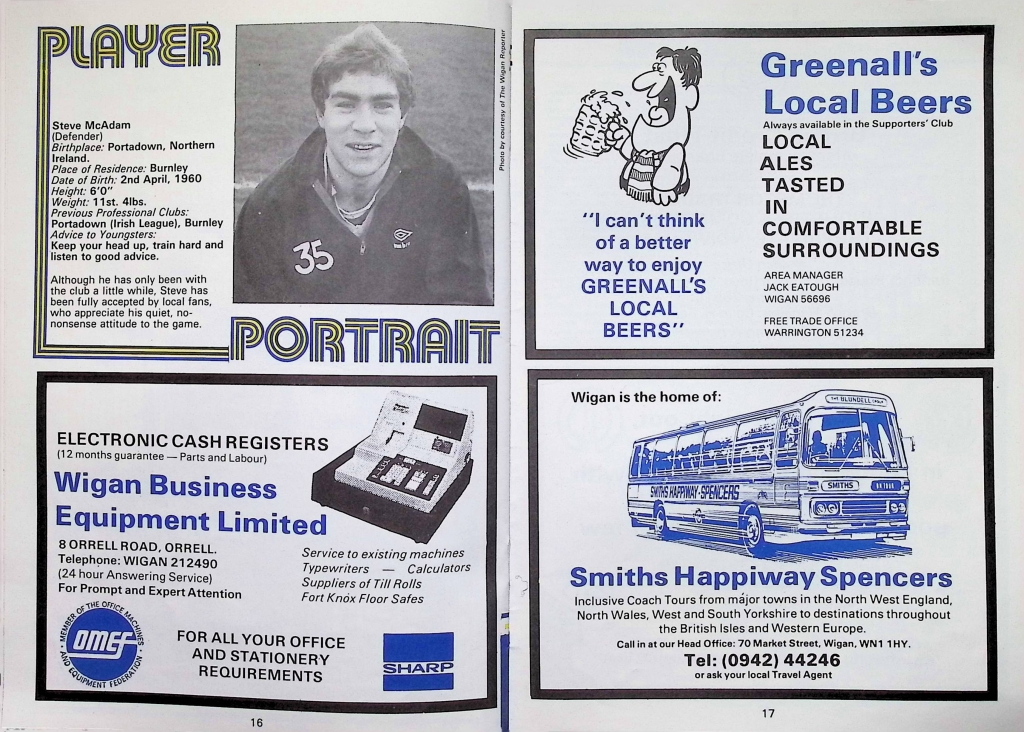 PLAYER
Steve McAdam
(Defender)
Birthplace: Portadown, Northern
Ireland.
Place of Residence: Burnley
Date of Birth: 2nd April, 1960
Height: 6'0"
Weight: 11st. 4lbs.
Previous Professional Clubs:
Portadown (Irish League), Burnley
Advice to Youngsters:
Keep your head up, train hard and
listen to good advice.
Although he has only been with
the club a little while, Steve has
been fully accepted by local fans,
who appreciate his quiet, no-
nonsense attitude to the game.
35
Photo by courtesy of The Wigan Reporter
PORTRAIT
ELECTRONIC CASH REGISTERS
(12 months guarantee — Parts and Labour)
Wigan Business
Equipment Limited
8 ORRELL ROAD, ORRELL.
Telephone: WIGAN 212490
(24 hour Answering Service)
For Prompt and Expert Attention
Service to existing machines
Typewriters — Calculators
Suppliers of Till Rolls
Fort Knox Floor Safes
MEMBER OF THE OFFICE MACHINES
omef
AND EQUIPMENT FEDERATION
FOR ALL YOUR OFFICE
AND STATIONERY
REQUIREMENTS
SHARP
16
"I can't think
of a better
way to enjoy
GREENALL'S
LOCAL
BEERS"
Greenall's
Local Beers
Always available in the Supporters' Club
LOCAL
ALES
TASTED
IN
COMFORTABLE
SURROUNDINGS
AREA MANAGER
JACK EATOUGH
WIGAN 56696
FREE TRADE OFFICE
WARRINGTON 51234
Wigan is the home of:
THE BLUNDELL
SMITHS HAPPIWAY-SPENCERS
SMITHS
Smiths Happiway Spencers
Inclusive Coach Tours from major towns in the North West England,
North Wales, West and South Yorkshire to destinations throughout
the British Isles and Western Europe.
Call in at our Head Office: 70 Market Street, Wigan, WN1 1HY.
Tel: (0942) 44246
or ask your local Travel Agent
17